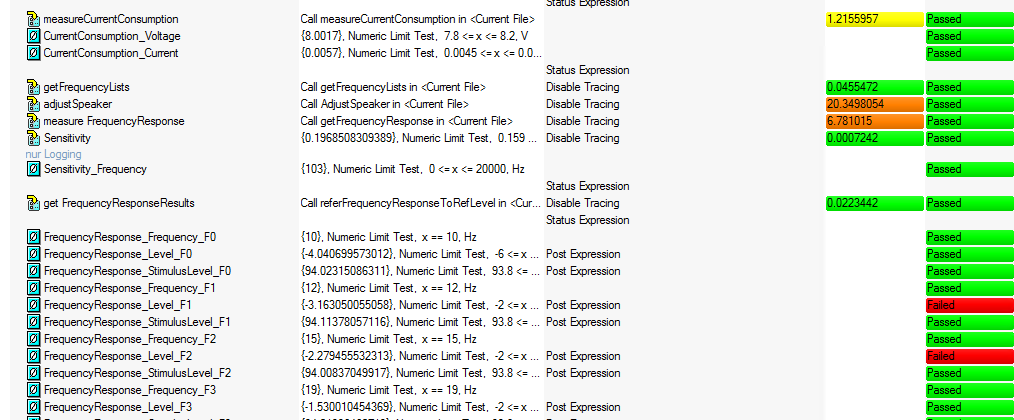 Status Expression
measureCurrentConsumption Call measureCurrentConsumption in <Current File> 1.2155957 Passed
CurrentConsumption_Voltage {8.0017}, Numeric Limit Test, 7.8 <= x <= 8.2, V Passed
CurrentConsumption_Current {0.0057}, Numeric Limit Test, 0.0045 <= x <= 0.0... Passed
Status Expression
getFrequencyLists Call getFrequencyLists in <Current File> Disable Tracing 0.0455472 Passed
adjustSpeaker Call AdjustSpeaker in <Current File> Disable Tracing 20.3498054 Passed
measure FrequencyResponse Call getFrequencyResponse in <Current File> Disable Tracing 6.781015 Passed
Sensitivity {0.1968508309389}, Numeric Limit Test, 0.159 ... Disable Tracing 0.0007242 Passed
nur Logging
Sensitivity_Frequency {103}, Numeric Limit Test, 0 <= x <= 20000, Hz Passed
Status Expression
get FrequencyResponseResults Call referFrequencyResponseToRefLevel in <Cur... Disable Tracing 0.0223442 Passed
Status Expression
FrequencyResponse_Frequency_F0 {10}, Numeric Limit Test, x == 10, Hz Passed
FrequencyResponse_Level_F0 {-4.040699573012}, Numeric Limit Test, -6 <= x ... Post Expression Passed
FrequencyResponse_StimulusLevel_F0 {94.02315086311}, Numeric Limit Test, 93.8 <= ... Post Expression Passed
FrequencyResponse_Frequency_F1 {12}, Numeric Limit Test, x == 12, Hz Passed
FrequencyResponse_Level_F1 {-3.163050055058}, Numeric Limit Test, -2 <= x ... Post Expression Failed
FrequencyResponse_StimulusLevel_F1 {94.11378057116}, Numeric Limit Test, 93.8 <= ... Post Expression Passed
FrequencyResponse_Frequency_F2 {15}, Numeric Limit Test, x == 15, Hz Passed
FrequencyResponse_Level_F2 {-2.279455532313}, Numeric Limit Test, -2 <= x ... Post Expression Failed
FrequencyResponse_StimulusLevel_F2 {94.00837049917}, Numeric Limit Test, 93.8 <= ... Post Expression Passed
FrequencyResponse_Frequency_F3 {19}, Numeric Limit Test, x == 19, Hz Passed
FrequencyResponse_Level_F3 {-1.530010454369}, Numeric Limit Test, -2 <= x ... Post Expression Passed